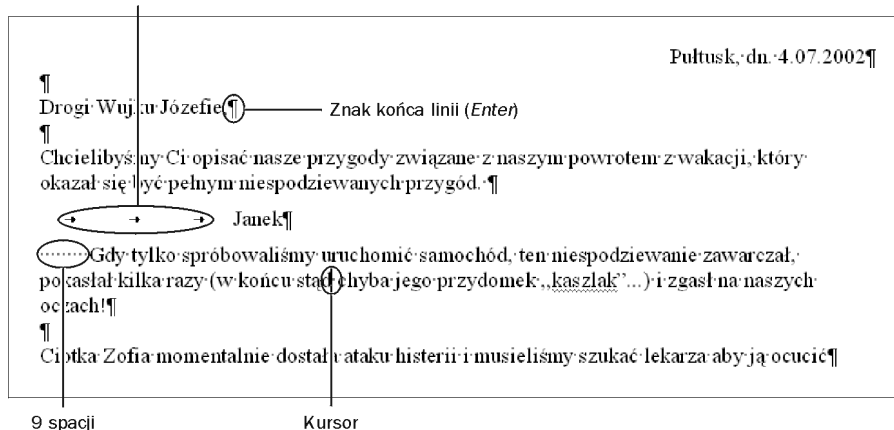 Pułtusk, dn. 4.07.2002¶
¶
Drogi Wujku Józefie,¶
Znak końca linii (Enter)
¶
Chcielibyśmy Ci opisać nasze przygody związane z naszym powrotem z wakacji, który
okazał się być pełnym niespodziewanych przygód. ¶
Janek¶
Gdy tylko spróbowaliśmy uruchomić samochód, ten niespodziewanie zawarczał,
pokasłał kilka razy (w końcu stąd chyba jego przydomek „kaszlak”...) i zgasł na naszych
oczach!¶
¶
Ciotka Zofia momentalnie dostała ataku histerii i musieliśmy szukać lekarza aby ją ocucić¶
9 spacji
Kursor